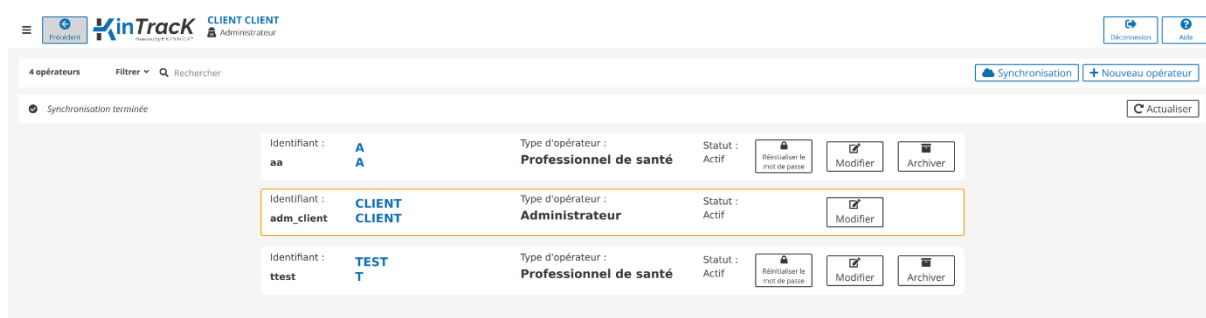 Précédent
KinTracK
Powered by KINNOV
CLIENT CLIENT
Administrateur
Déconnexion
Aide
4 opérateurs
Filtrer
Rechercher
Synchronisation
+ Nouveau opérateur
Synchronisation terminée
Actualiser
Identifiant :
aa
A
A
Type d'opérateur :
Professionnel de santé
Statut :
Actif
Réinitialiser le
mot de passe
Modifier
Archiver
Identifiant :
adm_client
CLIENT
CLIENT
Type d'opérateur :
Administrateur
Statut :
Actif
Modifier
Identifiant :
ttest
TEST
T
Type d'opérateur :
Professionnel de santé
Statut :
Actif
Réinitialiser le
mot de passe
Modifier
Archiver